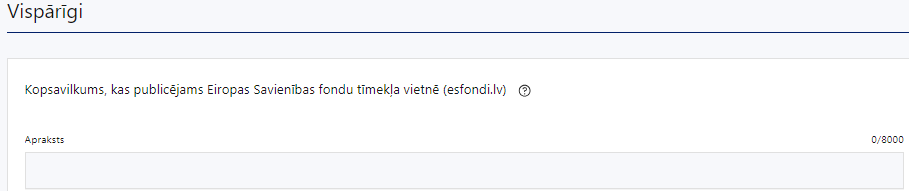 Vispārīgi
Kopsavilkums, kas publicējams Eiropas Savienības fondu tīmekļa vietnē (esfondi.lv) ?
Apraksts 0/8000